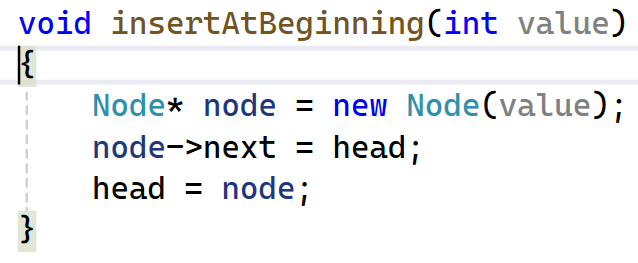 void insertAtBeginning(int value)
{
    Node* node = new Node(value);
    node->next = head;
    head = node;
}